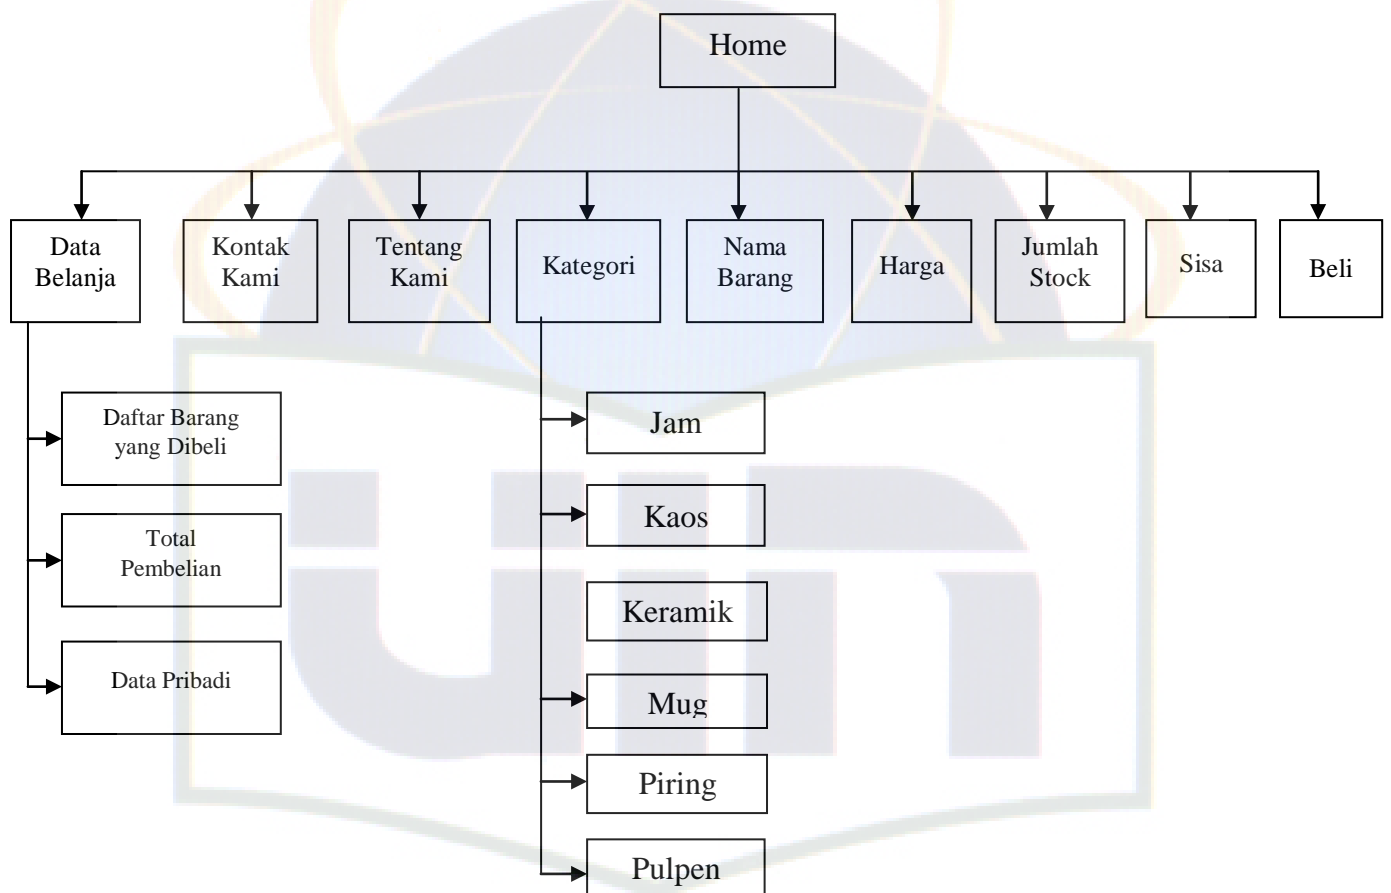 Home
Data
Belanja
Kontak
Kami
Tentang
Kami
Kategori
Nama
Barang
Harga
Jumlah
Stock
Sisa
Beli
Daftar Barang
yang Dibeli
Total
Pembelian
Data Pribadi
Jam
Kaos
Keramik
Mug
Piring
Pulpen
uin